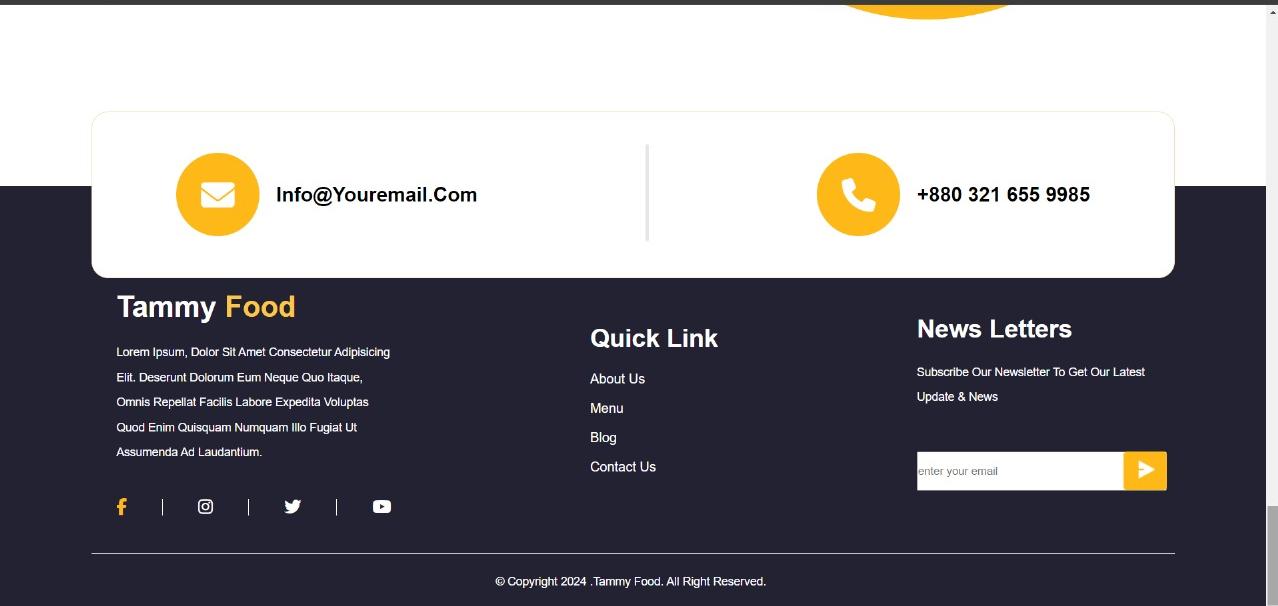 Info@Youremail.Com
+880 321 655 9985
Tammy Food
Lorem Ipsum, Dolor Sit Amet Consectetur Adipisicing
Elit. Deserunt Dolorum Eum Neque Quo Itaque,
Omnis Repellat Facilis Labore Expedita Voluptas
Quod Enim Quisquam Numquam Illo Fugiat Ut
Assumenda Ad Laudantium.
Quick Link
About Us
Menu
Blog
Contact Us
News Letters
Subscribe Our Newsletter To Get Our Latest
Update & News
enter your email
© Copyright 2024 .Tammy Food. All Right Reserved.